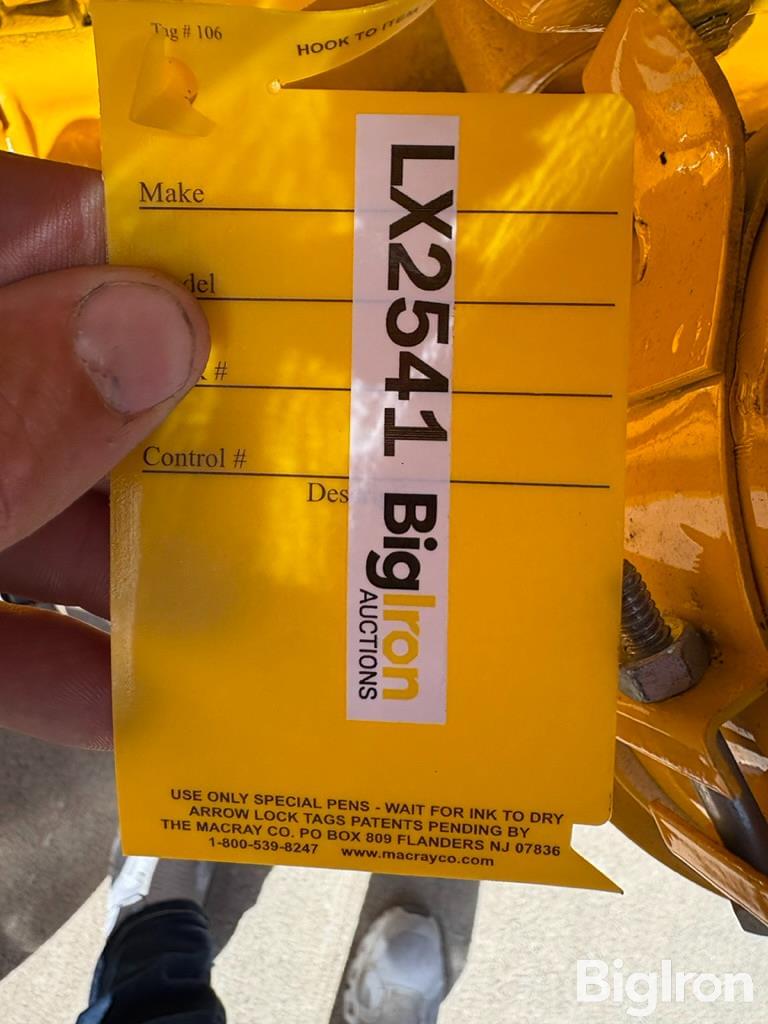 Tag # 106
HOOK TO ITEM
Make
del
#
Control #
Des
LX2541 BigIron
AUCTIONS
USE ONLY SPECIAL PENS - WAIT FOR INK TO DRY
ARROW LOCK TAGS PATENTS PENDING BY
THE MACRAY CO. PO BOX 809 FLANDERS NJ 07836
1-800-539-8247 www.macrayco.com
BigIron